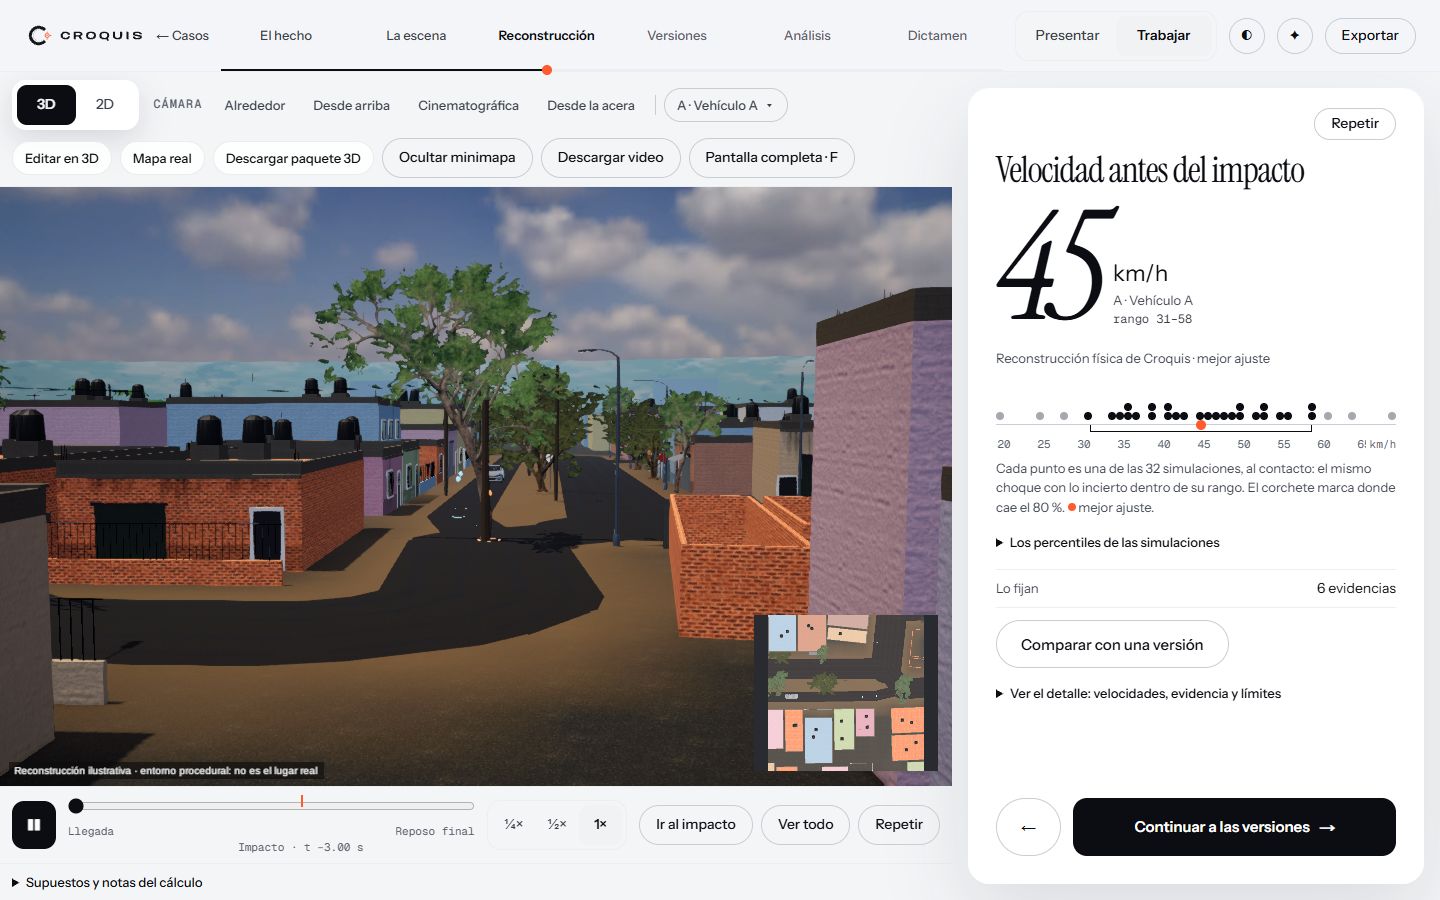 CROQUIS
← Casos
El hecho
La escena
Reconstrucción
Versiones
Análisis
Dictamen
Presentar
Trabajar
Exportar
3D
2D
CÁMARA
Alrededor
Desde arriba
Cinematográfica
Desde la acera
A · Vehículo A
Editar en 3D
Mapa real
Descargar paquete 3D
Ocultar minimapa
Descargar video
Pantalla completa · F
Reconstrucción ilustrativa - entorno procedural: no es el lugar real
Llegada
Reposo final
Impacto · t -3.00 s
¼×
½×
1×
Ir al impacto
Ver todo
Repetir
Supuestos y notas del cálculo
Repetir
Velocidad antes del impacto
45
km/h
A · Vehículo A
rango 31–58
Reconstrucción física de Croquis · mejor ajuste
20 25 30 35 40 45 50 55 60 km/h
Cada punto es una de las 32 simulaciones, al contacto: el mismo
choque con lo incierto dentro de su rango. El corchete marca donde
cae el 80 %. mejor ajuste.
Los percentiles de las simulaciones
Lo fijan
6 evidencias
Comparar con una versión
Ver el detalle: velocidades, evidencia y límites
←
Continuar a las versiones →